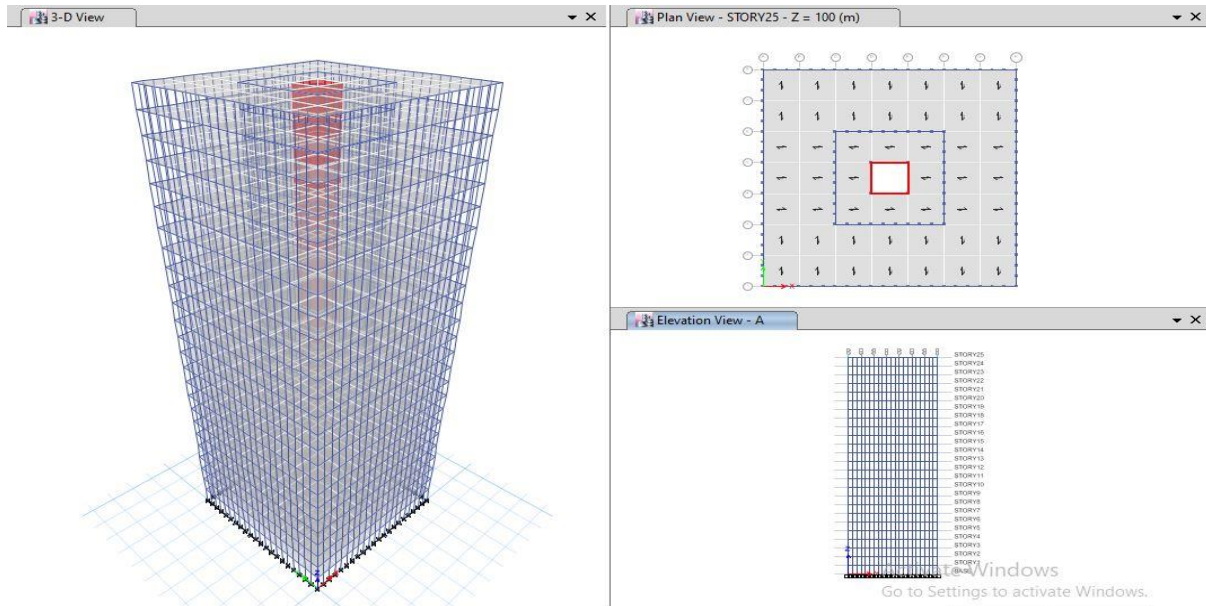 3-D View
Plan View - STORY25 - Z = 100 (m)
X
Z
Elevation View - A
STORY25
STORY24
STORY23
STORY22
STORY21
STORY20
STORY19
STORY18
STORY17
STORY16
STORY15
STORY14
STORY13
STORY12
STORY11
STORY10
STORY9
STORY8
STORY7
STORY6
STORY5
STORY4
STORY3
STORY2
BASE
Activate Windows
Go to Settings to activate Windows.